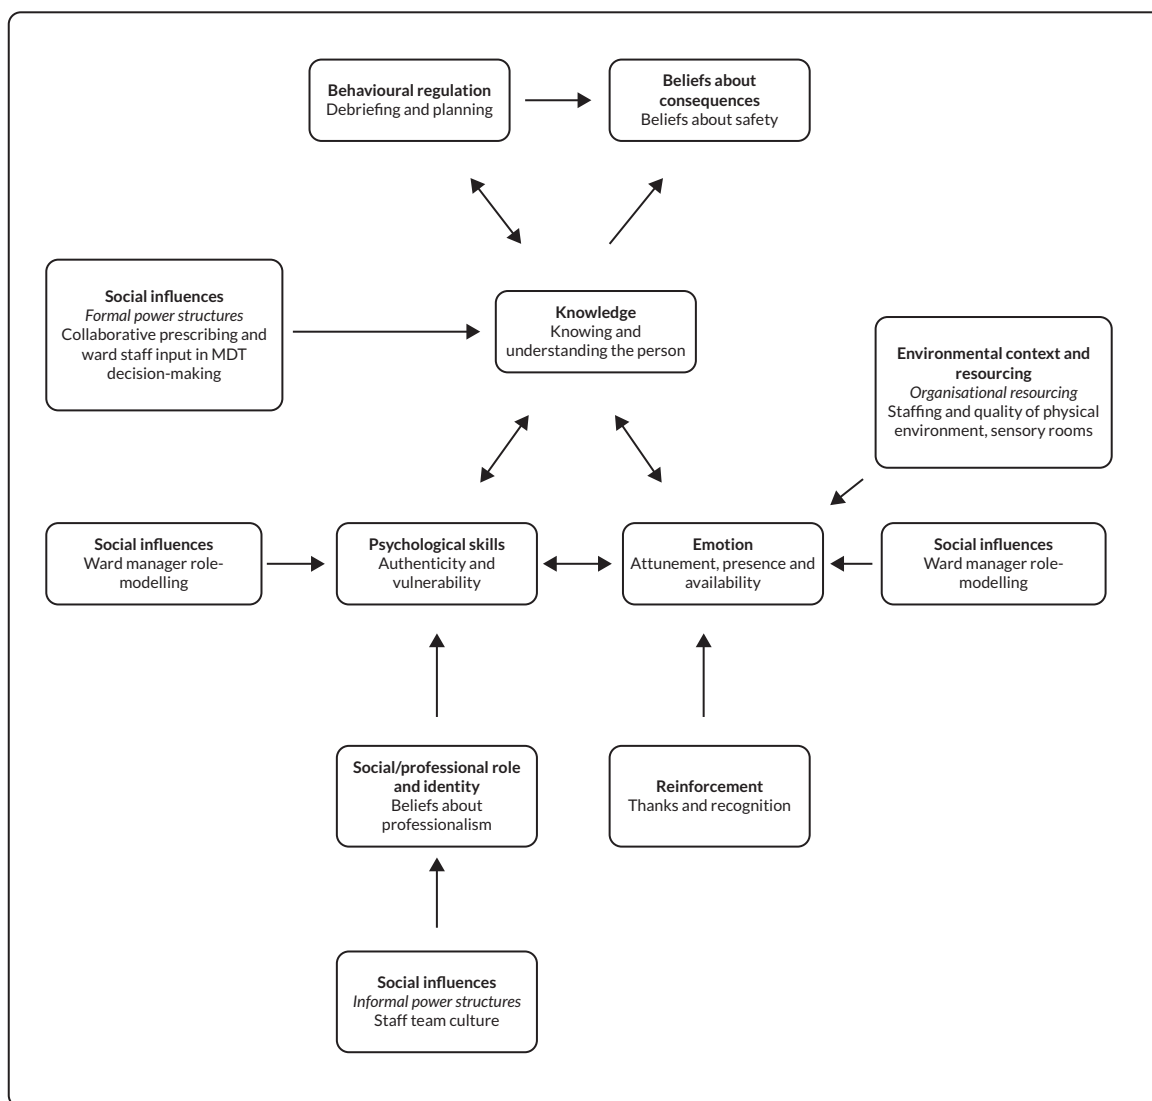 Behavioural regulation
Debriefing and planning
Beliefs about
consequences
Beliefs about safety
Social influences
Formal power structures
Collaborative prescribing and
ward staff input in MDT
decision-making
Knowledge
Knowing and
understanding the person
Environmental context and
resourcing
Organisational resourcing
Staffing and quality of physical
environment, sensory rooms
Social influences
Ward manager role-
modelling
Psychological skills
Authenticity and
vulnerability
Emotion
Attunement, presence and
availability
Social influences
Ward manager role-
modelling
Social/professional role
and identity
Beliefs about
professionalism
Reinforcement
Thanks and recognition
Social influences
Informal power structures
Staff team culture